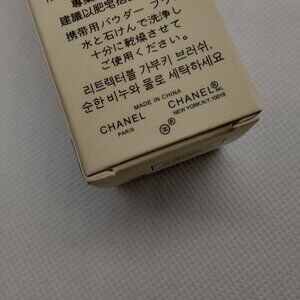 建議以肥皂
携帯用パウダー ブラ
水と石けんで洗浄し
十分に乾燥させて
ご使用ください。
리트랙터블 가부키 브러쉬.
순한 비누와 물로 세탁하세요
MADE IN CHINA
CHANEL CHANEL INC.
PARIS NEW YORK.N.Y. 10019